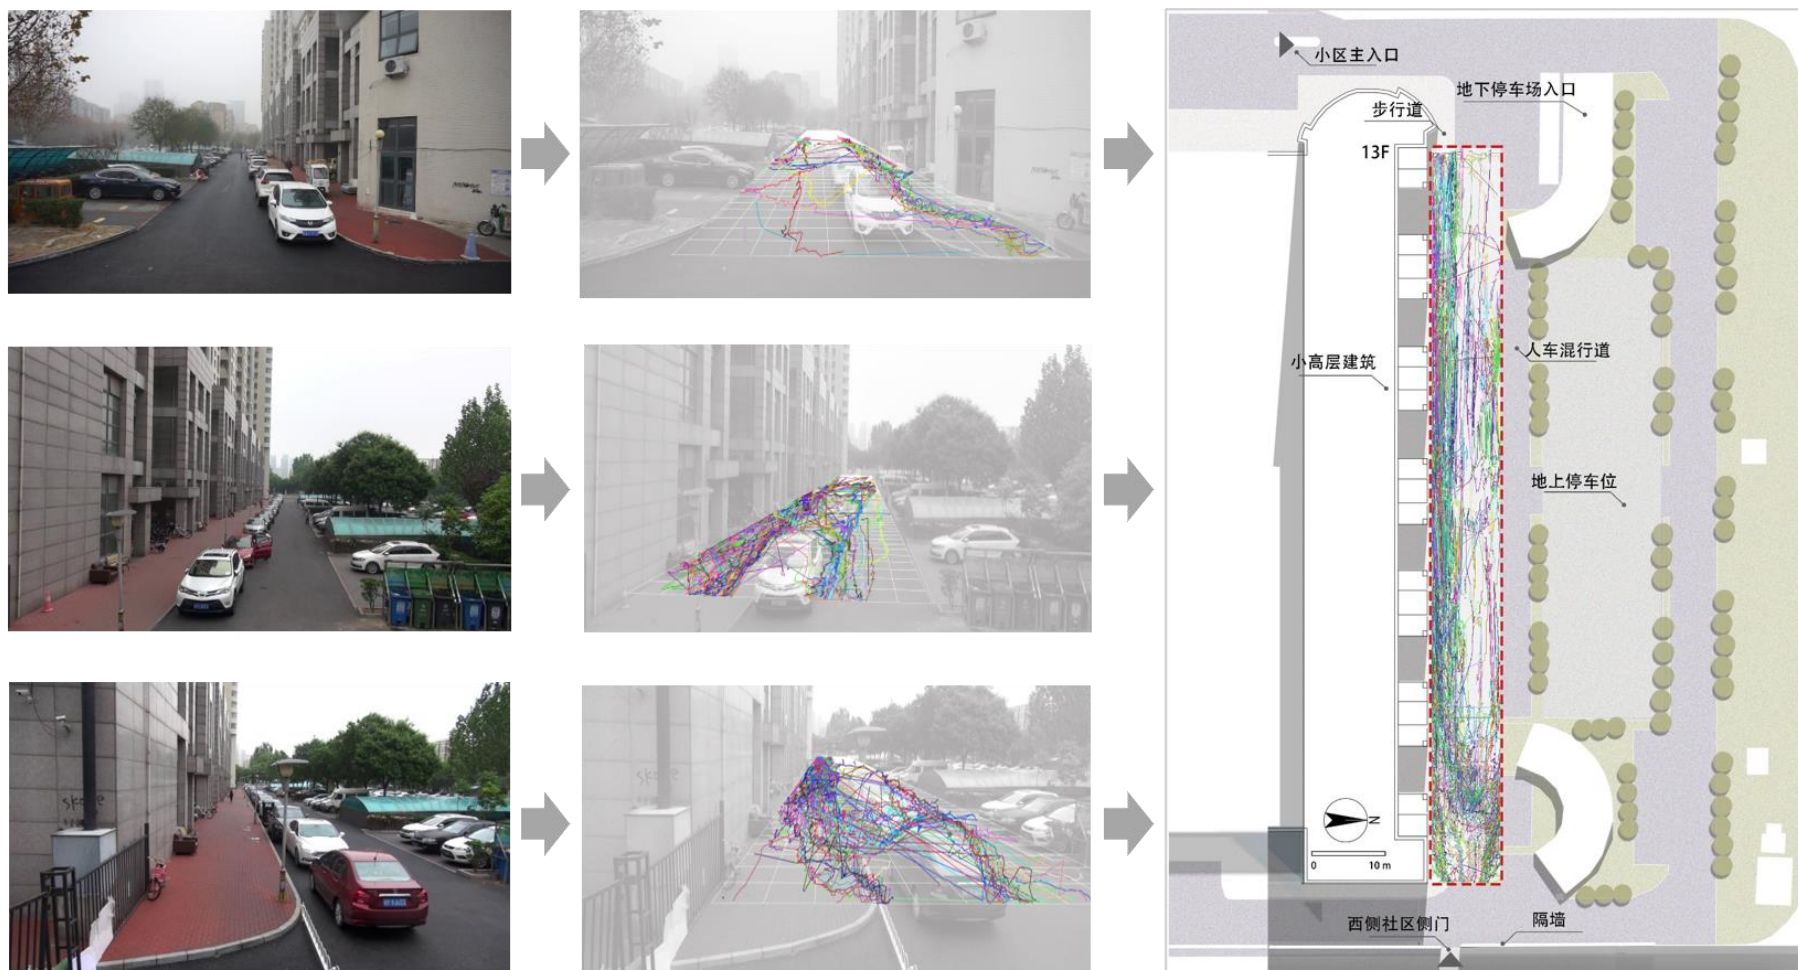 skate
skate
小区主入口
地下停车场入口
步行道
13F
人车混行道
小高层建筑
地上停车位
N
0 10 m
西侧社区侧门
隔墙